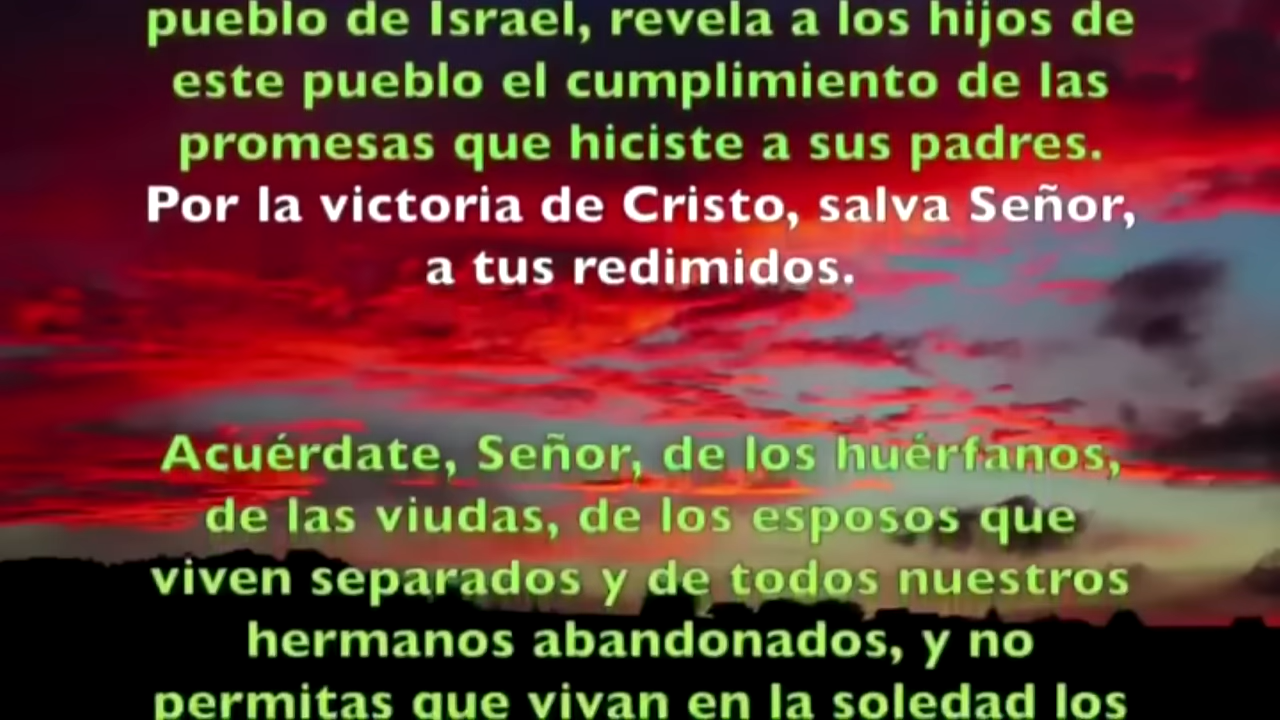 pueblo de Israel, revela a los hijos de
este pueblo el cumplimiento de las
promesas que hiciste a sus padres.
Por la victoria de Cristo, salva Señor,
a tus redimidos.
Acuérdate, Señor, de los huérfanos,
de las viudas, de los esposos que
viven separados y de todos nuestros
hermanos abandonados, y no
permitas que vivan en la soledad los